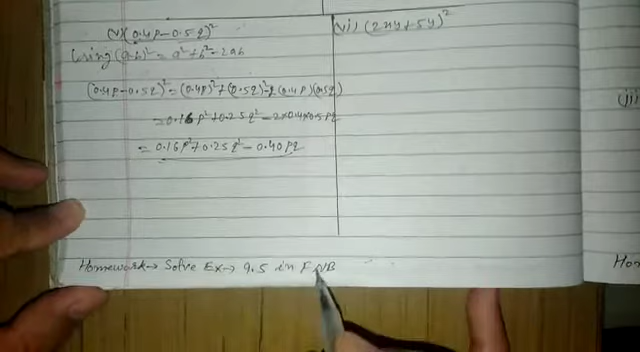 (v) (0.4p-0.5q)²
Using (a-b)² = a²+b²-2ab
(0.4p-0.5q)² = (0.4p)²+(0.5q)²-2(0.4p)(0.5q)
= 0.16p²+0.25q²-2×0.4×0.5pq
= 0.16p²+0.25q²-0.40pq
(vi) (2xy+5y)²
(iii)
Homework→ Solve Ex→ 9.5 in FNB
Hom